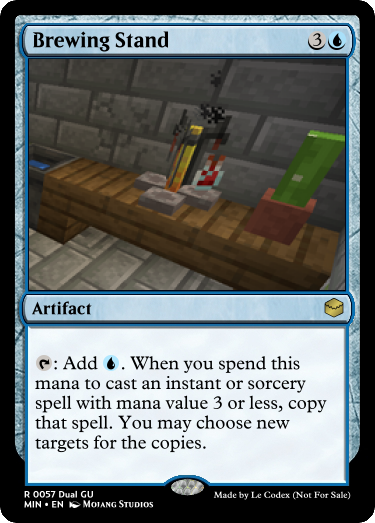 Brewing Stand 3
Artifact
: Add . When you spend this
mana to cast an instant or sorcery
spell with mana value 3 or less, copy
that spell. You may choose new
targets for the copies.
R 0057 Dual GU
MIN • EN Mojang Studios
Made by Le Codex (Not For Sale)